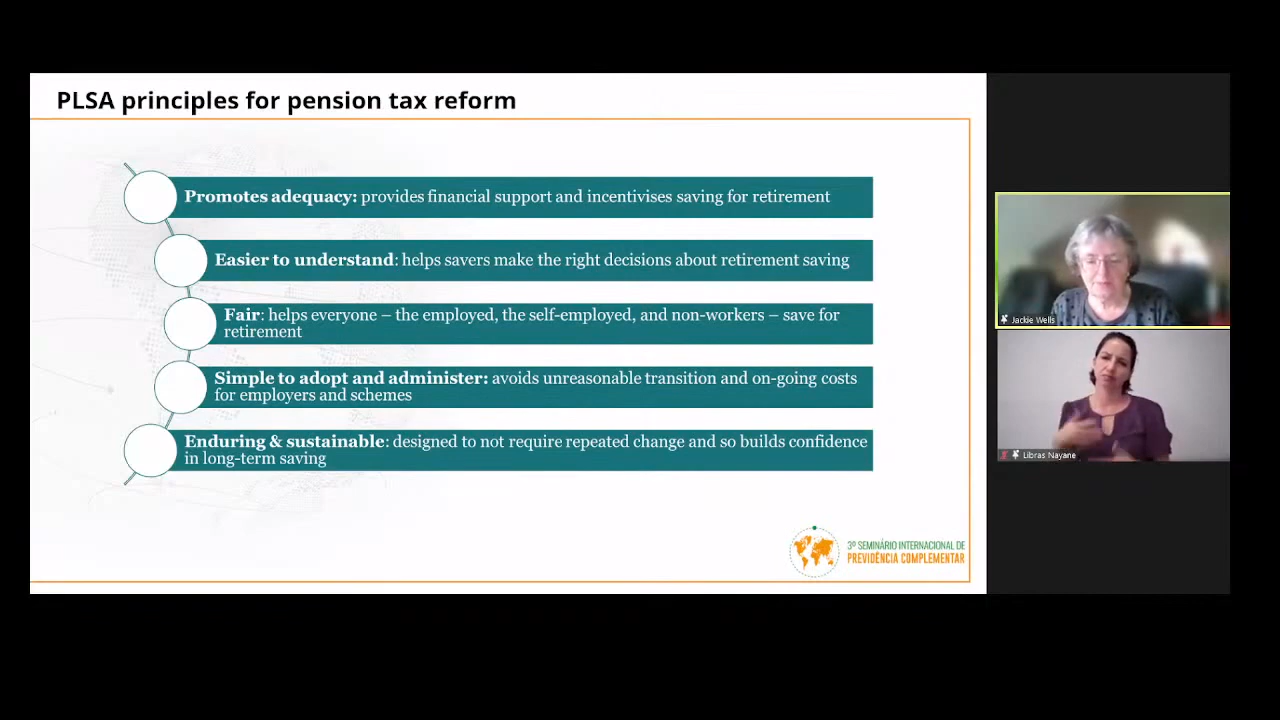 PLSA principles for pension tax reform
Promotes adequacy: provides financial support and incentivises saving for retirement
Easier to understand: helps savers make the right decisions about retirement saving
Fair: helps everyone – the employed, the self-employed, and non-workers – save for
retirement
Simple to adopt and administer: avoids unreasonable transition and on-going costs
for employers and schemes
Enduring & sustainable: designed to not require repeated change and so builds confidence
in long-term saving
3º SEMINÁRIO INTERNACIONAL DE
PREVIDÊNCIA COMPLEMENTAR
Jackie Wells
Libras Nayane